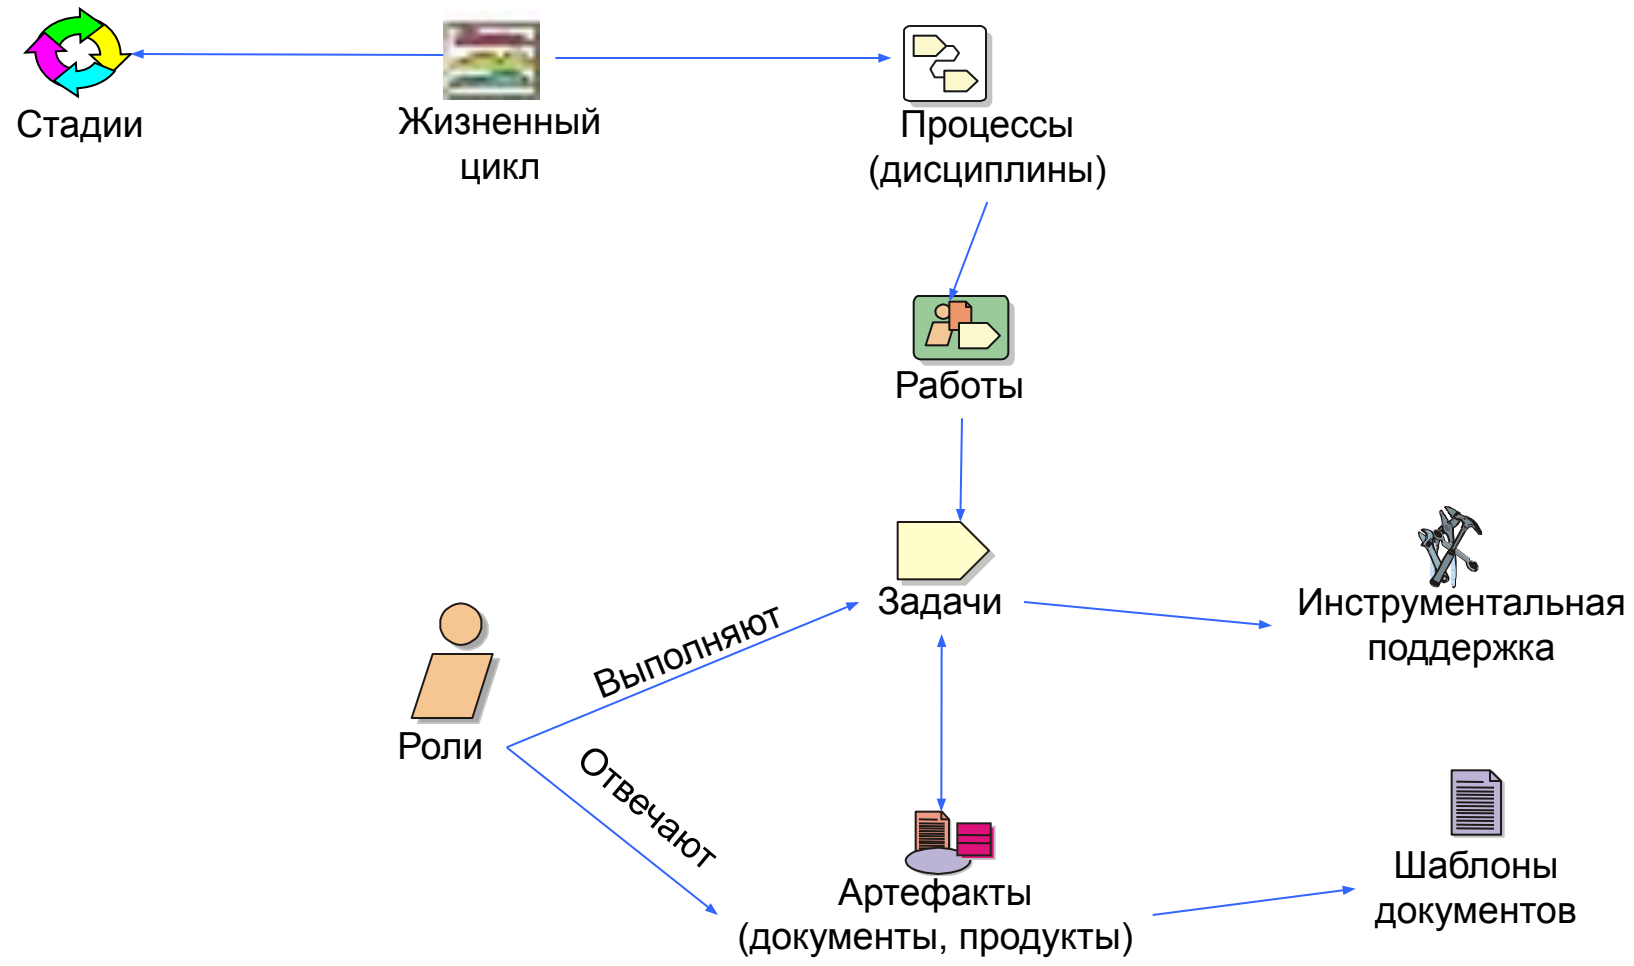 Стадии
Жизненный
цикл
Процессы
(дисциплины)
Работы
Задачи
Инструментальная
поддержка
Выполняют
Роли
Отвечают
Артефакты
(документы, продукты)
Шаблоны
документов